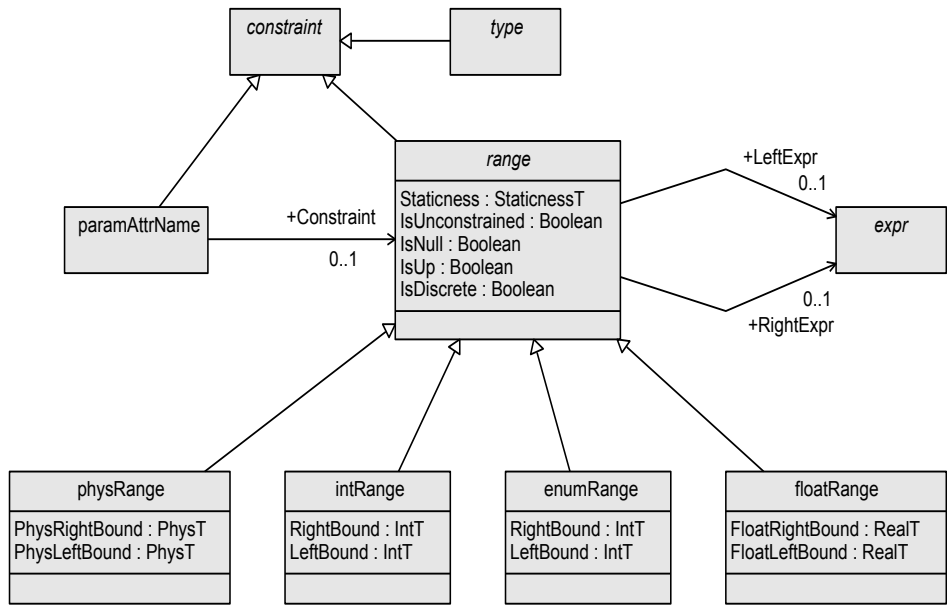 constraint
type
range
+LeftExpr
0..1
Staticness : StaticnessT
IsUnconstrained : Boolean
IsNull : Boolean
IsUp : Boolean
IsDiscrete : Boolean
paramAttrName
+Constraint
0..1
expr
0..1
+RightExpr
physRange
PhysRightBound : PhysT
PhysLeftBound : PhysT
intRange
RightBound : IntT
LeftBound : IntT
enumRange
RightBound : IntT
LeftBound : IntT
floatRange
FloatRightBound : RealT
FloatLeftBound : RealT